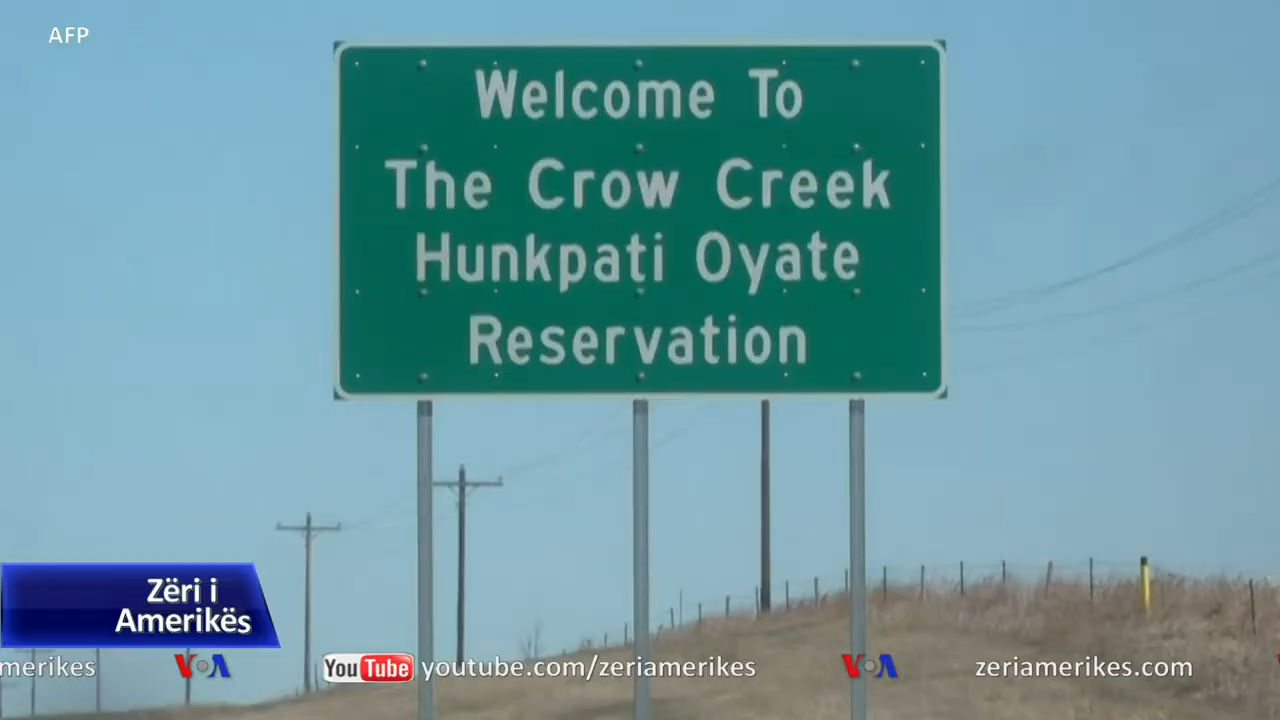 AFP
Welcome To
The Crow Creek
Hunkpati Oyate
Reservation
Zëri i
Amerikës
merikes VOA YouTube youtube.com/zeriamerikes VOA zeriamerikes.com